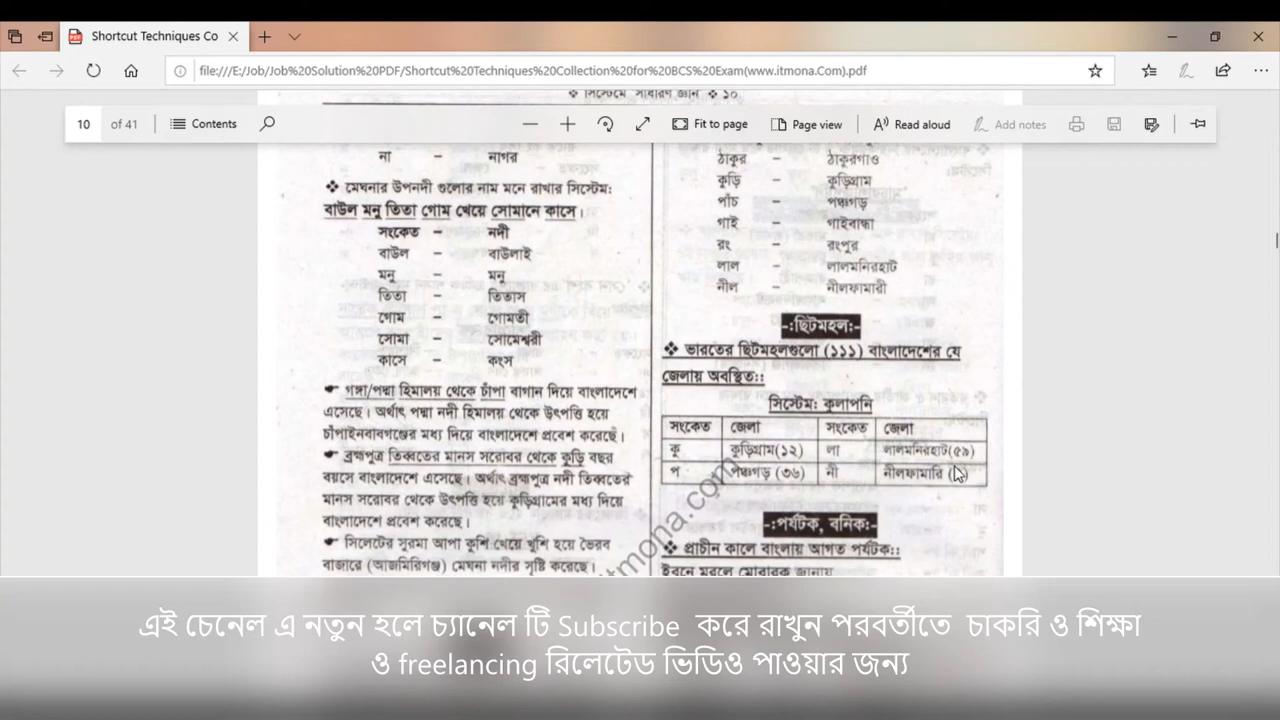 Shortcut Techniques Co
file:///E:/Job/Job%20Solution%20PDF/Shortcut%20Techniques%20Collection%20for%20BCS%20Exam(www.itmona.Com).pdf
10 of 41 Contents Fit to page Page view Read aloud Add notes
না - নাগর
❖ মেঘনার উপনদী গুলোর নাম মনে রাখার সিস্টেম:
বাউল মনু তিতা গোম খেয়ে সোমানে কাসে।
সংকেত - নদী
বাউল - বাউলাই
মনু - মনু
তিতা - তিতাস
গোম - গোমতী
সোমা - সোমেশ্বরী
কাসে - কংস
☛ গঙ্গা/পদ্মা হিমালয় থেকে চাঁপা বাগান দিয়ে বাংলাদেশে
এসেছে। অর্থাৎ পদ্মা নদী হিমালয় থেকে উৎপত্তি হয়ে
চাঁপাইনবাবগঞ্জের মধ্য দিয়ে বাংলাদেশে প্রবেশ করেছে।
☛ ব্রহ্মপুত্র তিব্বতের মানস সরোবর থেকে কুড়ি বছর
বয়সে বাংলাদেশে এসেছে। অর্থাৎ ব্রহ্মপুত্র নদী তিব্বতের
মানস সরোবর থেকে উৎপত্তি হয়ে কুড়িগ্রামের মধ্য দিয়ে
বাংলাদেশে প্রবেশ করেছে।
☛ সিলেটের সুরমা আপা কুশি খেয়ে খুশি হয়ে ভৈরব
বাজারে (আজমিরিগঞ্জ) মেঘনা নদীর সৃষ্টি করেছে।
ঠাকুর - ঠাকুরগাও
কুড়ি - কুড়িগ্রাম
পাঁচ - পঞ্চগড়
গাই - গাইবান্ধা
রং - রংপুর
লাল - লালমনিরহাট
নীল - নীলফামারী
-:ছিটমহল:-
❖ ভারতের ছিটমহলগুলো (১১১) বাংলাদেশের যে
জেলায় অবস্থিত::
সিস্টেম: কুলাপনি
সংকেত জেলা সংকেত জেলা
কু কুড়িগ্রাম(১২) লা লালমনিরহাট(৫৯)
প পঞ্চগড় (৩৬) নী নীলফামারি
-:পর্যটক, বনিক:-
❖ প্রাচীন কালে বাংলায় আগত পর্যটক::
itmona.com
এই চেনেল এ নতুন হলে চ্যানেল টি Subscribe করে রাখুন পরবর্তীতে চাকরি ও শিক্ষা
ও freelancing রিলেটেড ভিডিও পাওয়ার জন্য